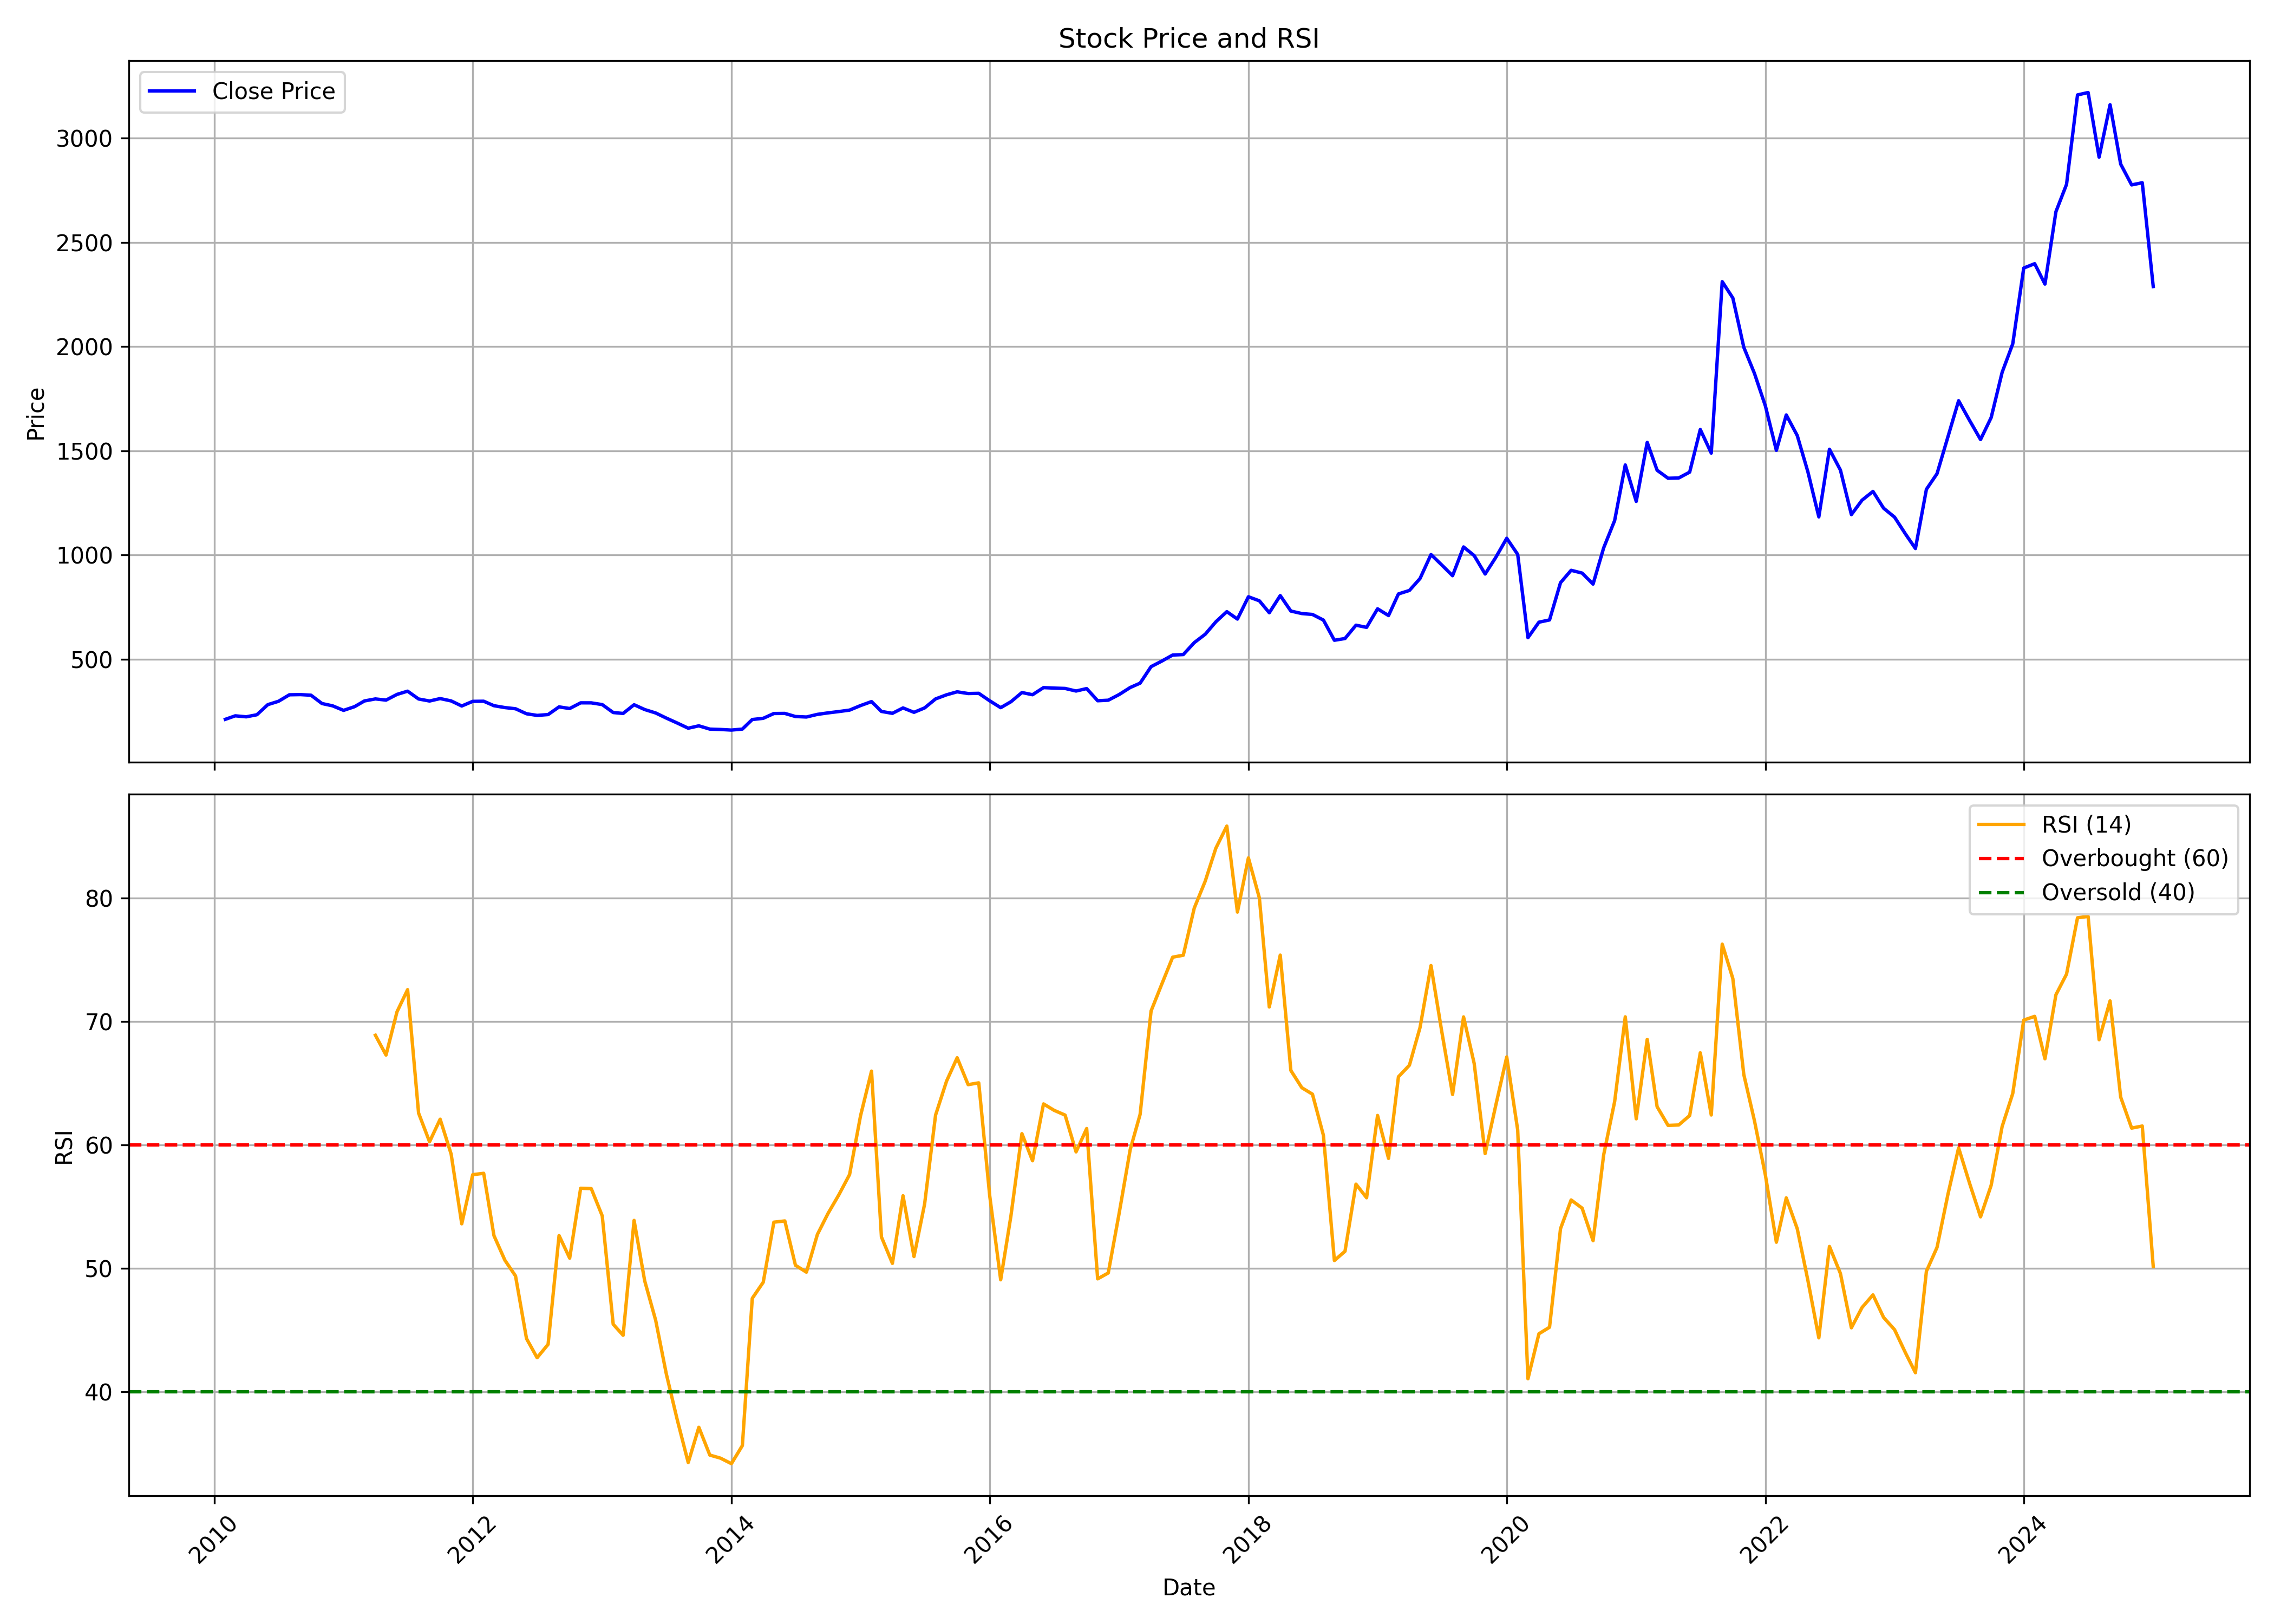 Stock Price and RSI
Close Price
3000
2500
2000
1500
1000
500
Price
RSI (14)
Overbought (60)
Oversold (40)
80
70
60
50
40
RSI
2010
2012
2014
2016
2018
2020
2022
2024
Date